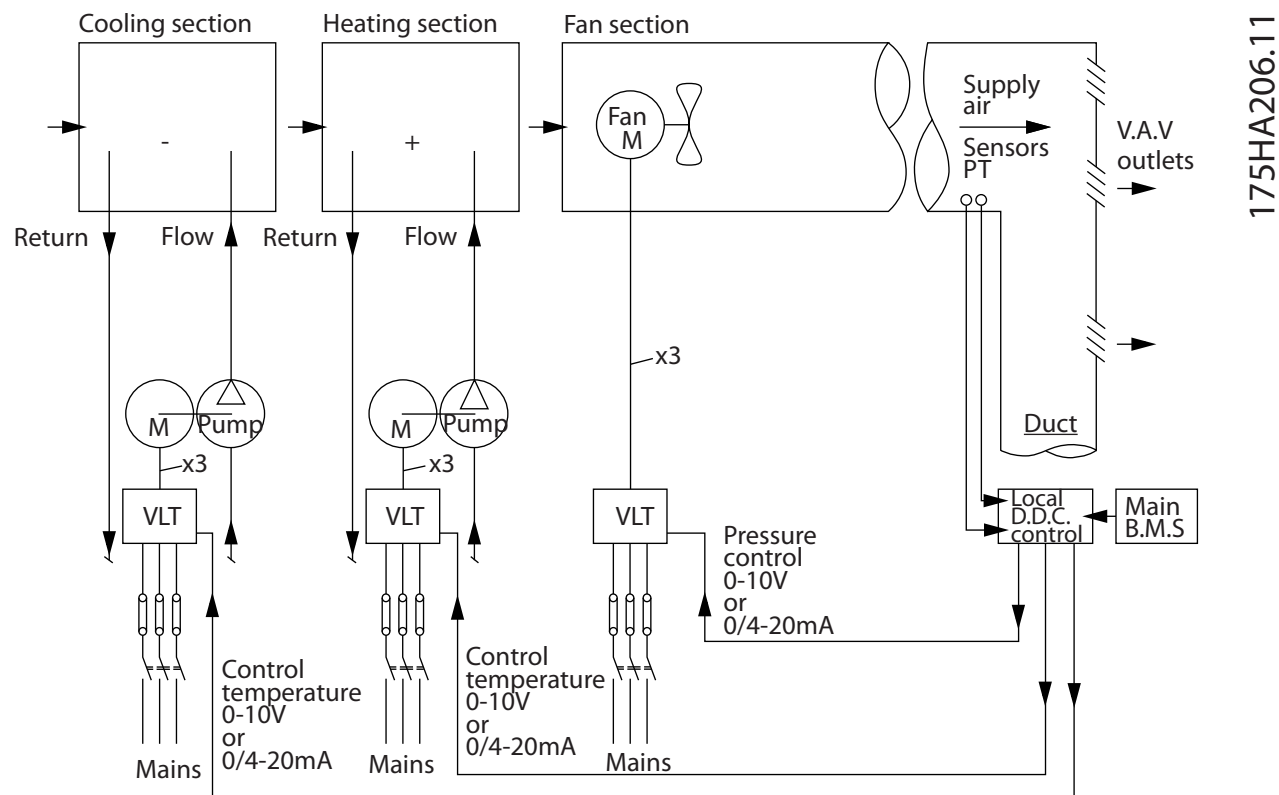 Cooling section
Heating section
Fan section
175HA206.11
-
+
Fan
M
Supply
air
Sensors
PT
V.A.V
outlets
Return
Flow
Return
Flow
x3
M
Pump
M
Pump
Duct
x3
x3
VLT
VLT
VLT
Local
D.D.C.
control
Main
B.M.S
Pressure
control
0-10V
or
0/4-20mA
Control
temperature
0-10V
or
0/4-20mA
Control
temperature
0-10V
or
0/4-20mA
Mains
Mains
Mains